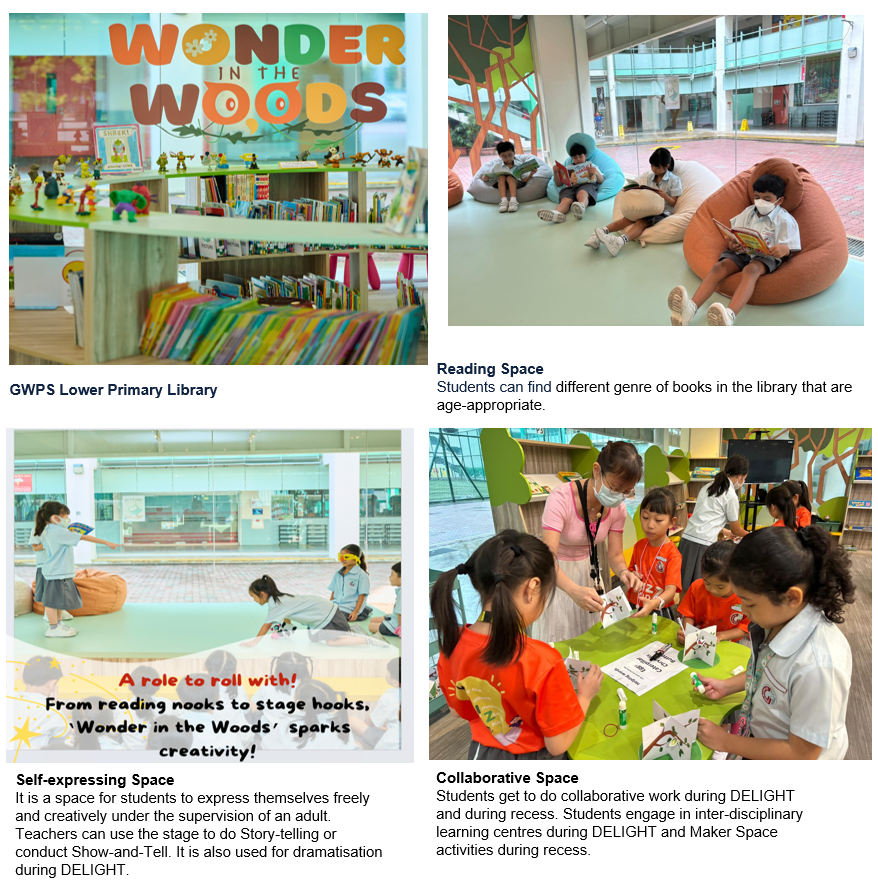 WONDER
IN THE
WOODS
SHREK!
GWPS Lower Primary Library
Reading Space
Students can find different genre of books in the library that are
age-appropriate.
A role to roll with!
From reading nooks to stage hooks,
'Wonder in the Woods' sparks
creativity!
Self-expressing Space
It is a space for students to express themselves freely
and creatively under the supervision of an adult.
Teachers can use the stage to do Story-telling or
conduct Show-and-Tell. It is also used for dramatisation
during DELIGHT.
Collaborative Space
Students get to do collaborative work during DELIGHT
and during recess. Students engage in inter-disciplinary
learning centres during DELIGHT and Maker Space
activities during recess.